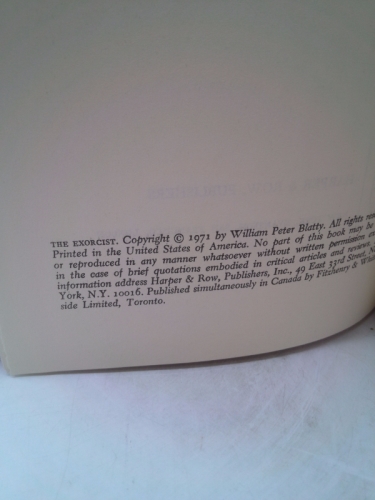 THE EXORCIST. Copyright © 1971 by William Peter Blatty. All rights rese
Printed in the United States of America. No part of this book may be
or reproduced in any manner whatsoever without written permission
in the case of brief quotations embodied in critical articles and reviews.
information address Harper & Row, Publishers, Inc., 49 East 33rd Street,
York, N.Y. 10016. Published simultaneously in Canada by Fitzhenry & Whi
side Limited, Toronto.